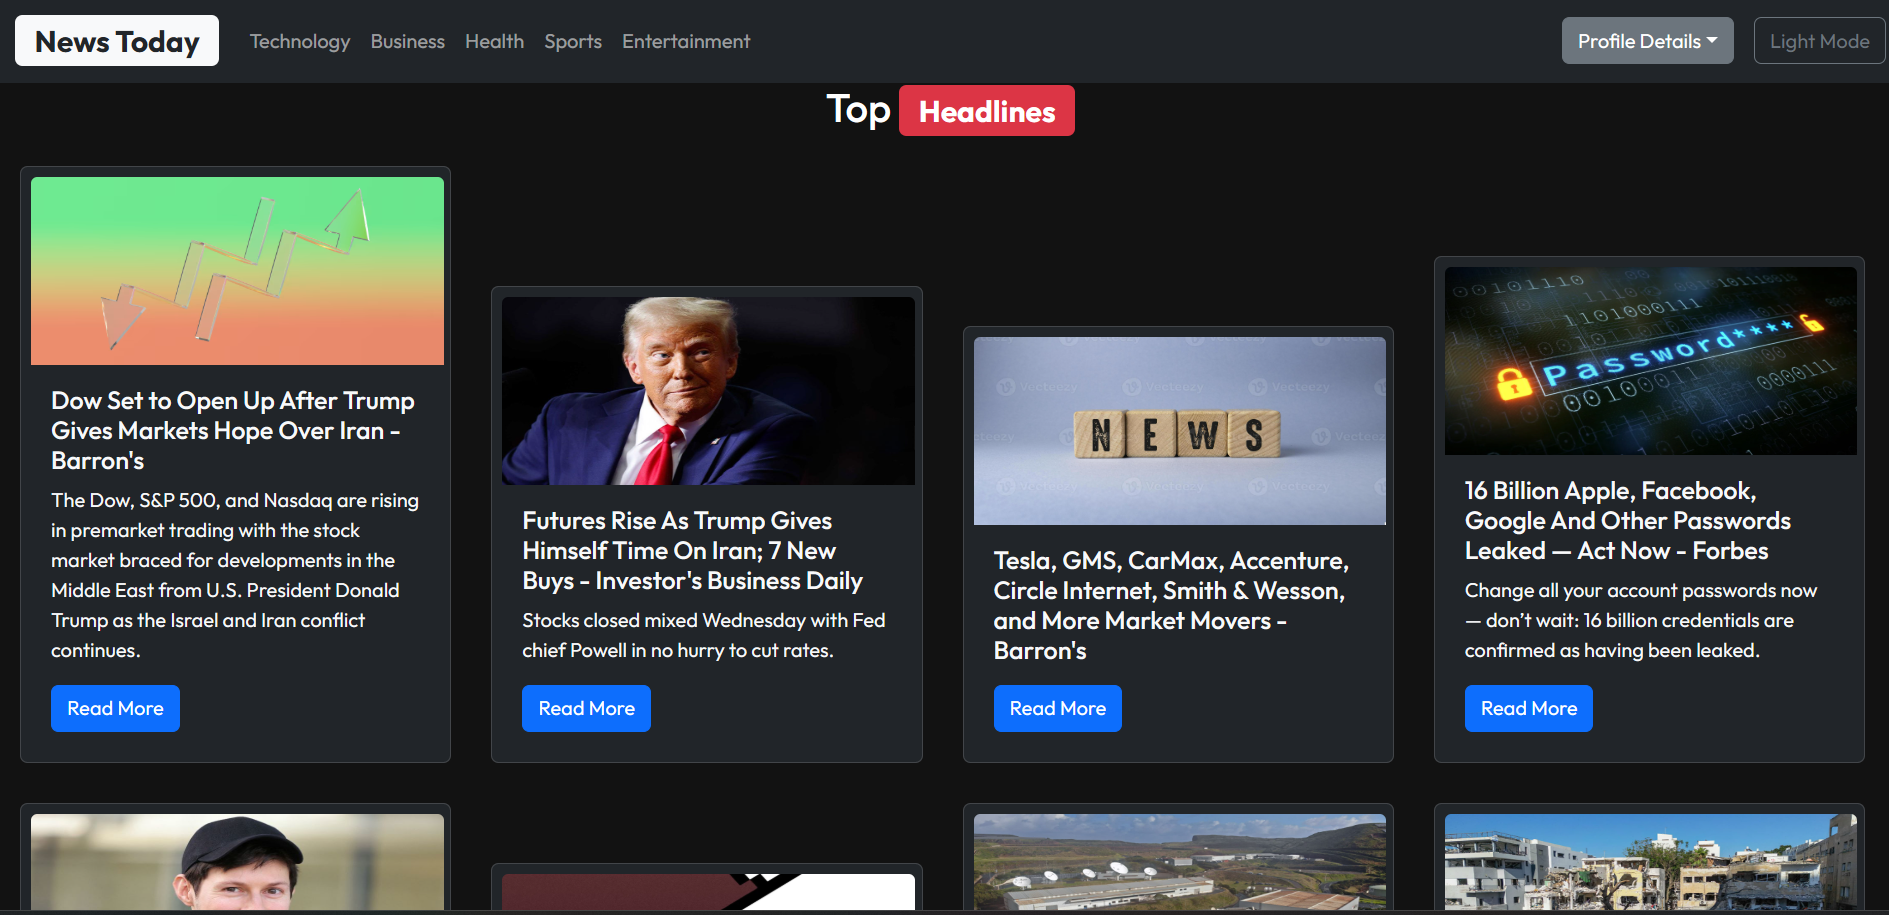 News Today
Technology Business Health Sports Entertainment
Profile Details
Light Mode
Top Headlines
Dow Set to Open Up After Trump
Gives Markets Hope Over Iran -
Barron's
The Dow, S&P 500, and Nasdaq are rising
in premarket trading with the stock
market braced for developments in the
Middle East from U.S. President Donald
Trump as the Israel and Iran conflict
continues.
Read More
Futures Rise As Trump Gives
Himself Time On Iran; 7 New
Buys - Investor's Business Daily
Stocks closed mixed Wednesday with Fed
chief Powell in no hurry to cut rates.
Read More
Vecteezy Vecteezy Vecteezy
NEWS
Tesla, GMS, CarMax, Accenture,
Circle Internet, Smith & Wesson,
and More Market Movers -
Barron's
Read More
00101110
1101000111
Password****
16 Billion Apple, Facebook,
Google And Other Passwords
Leaked — Act Now - Forbes
Change all your account passwords now
— don’t wait: 16 billion credentials are
confirmed as having been leaked.
Read More